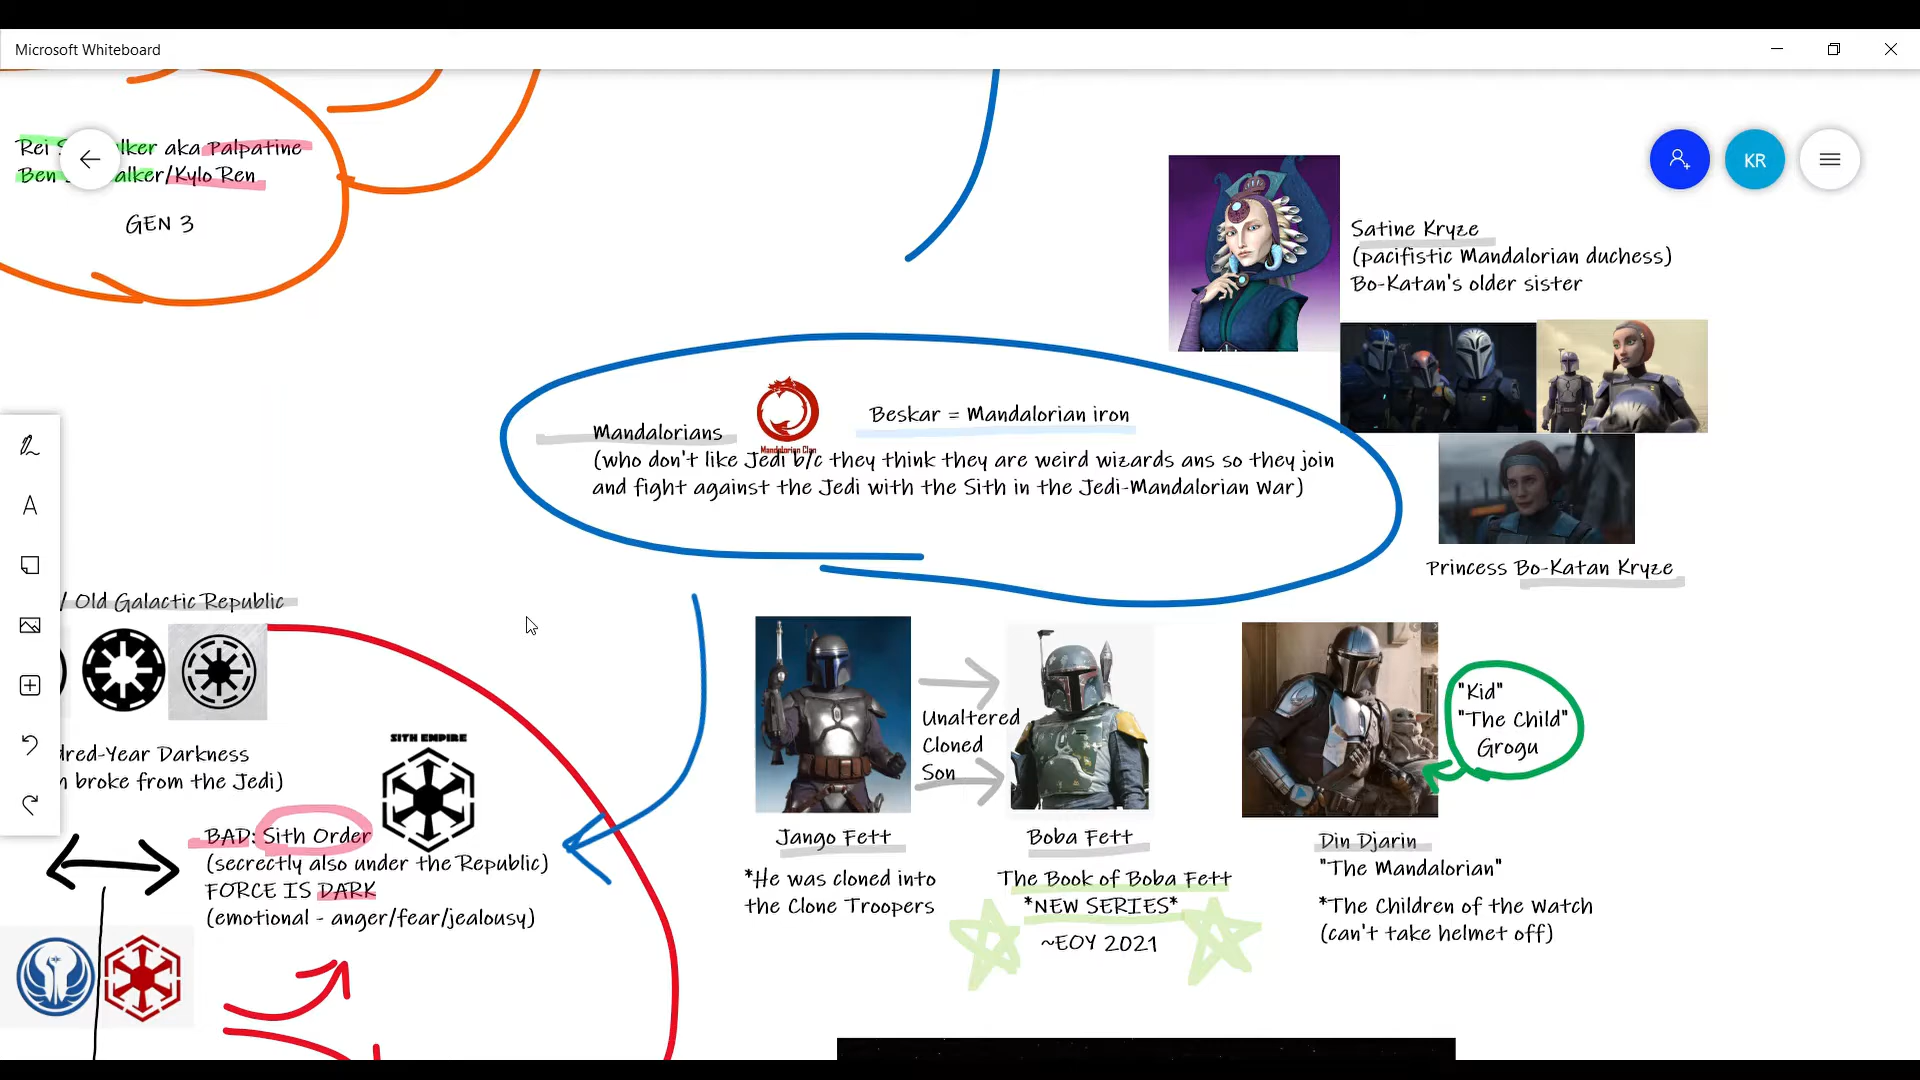 Microsoft Whiteboard
Rei S alker aka Palpatine
Ben alker/Kylo Ren
GEN 3
KR
Satine Kryze
(pacifistic Mandalorian duchess)
Bo-Katan's older sister
Beskar = Mandalorian iron
Mandalorians
Mandalorian Clan
(who don't like Jedi b/c they think they are weird wizards ans so they join
and fight against the Jedi with the Sith in the Jedi-Mandalorian War)
Princess Bo-Katan Kryze
/ Old Galactic Republic
dred-Year Darkness
broke from the Jedi)
SITH EMPIRE
BAD: Sith Order
(secrectly also under the Republic)
FORCE IS DARK
(emotional - anger/fear/jealousy)
Unaltered
Cloned
Son
"Kid"
"The Child"
Grogu
Jango Fett
*He was cloned into
the Clone Troopers
Boba Fett
The Book of Boba Fett
*NEW SERIES*
~EOY 2021
Din Djarin
"The Mandalorian"
*The Children of the Watch
(can't take helmet off)